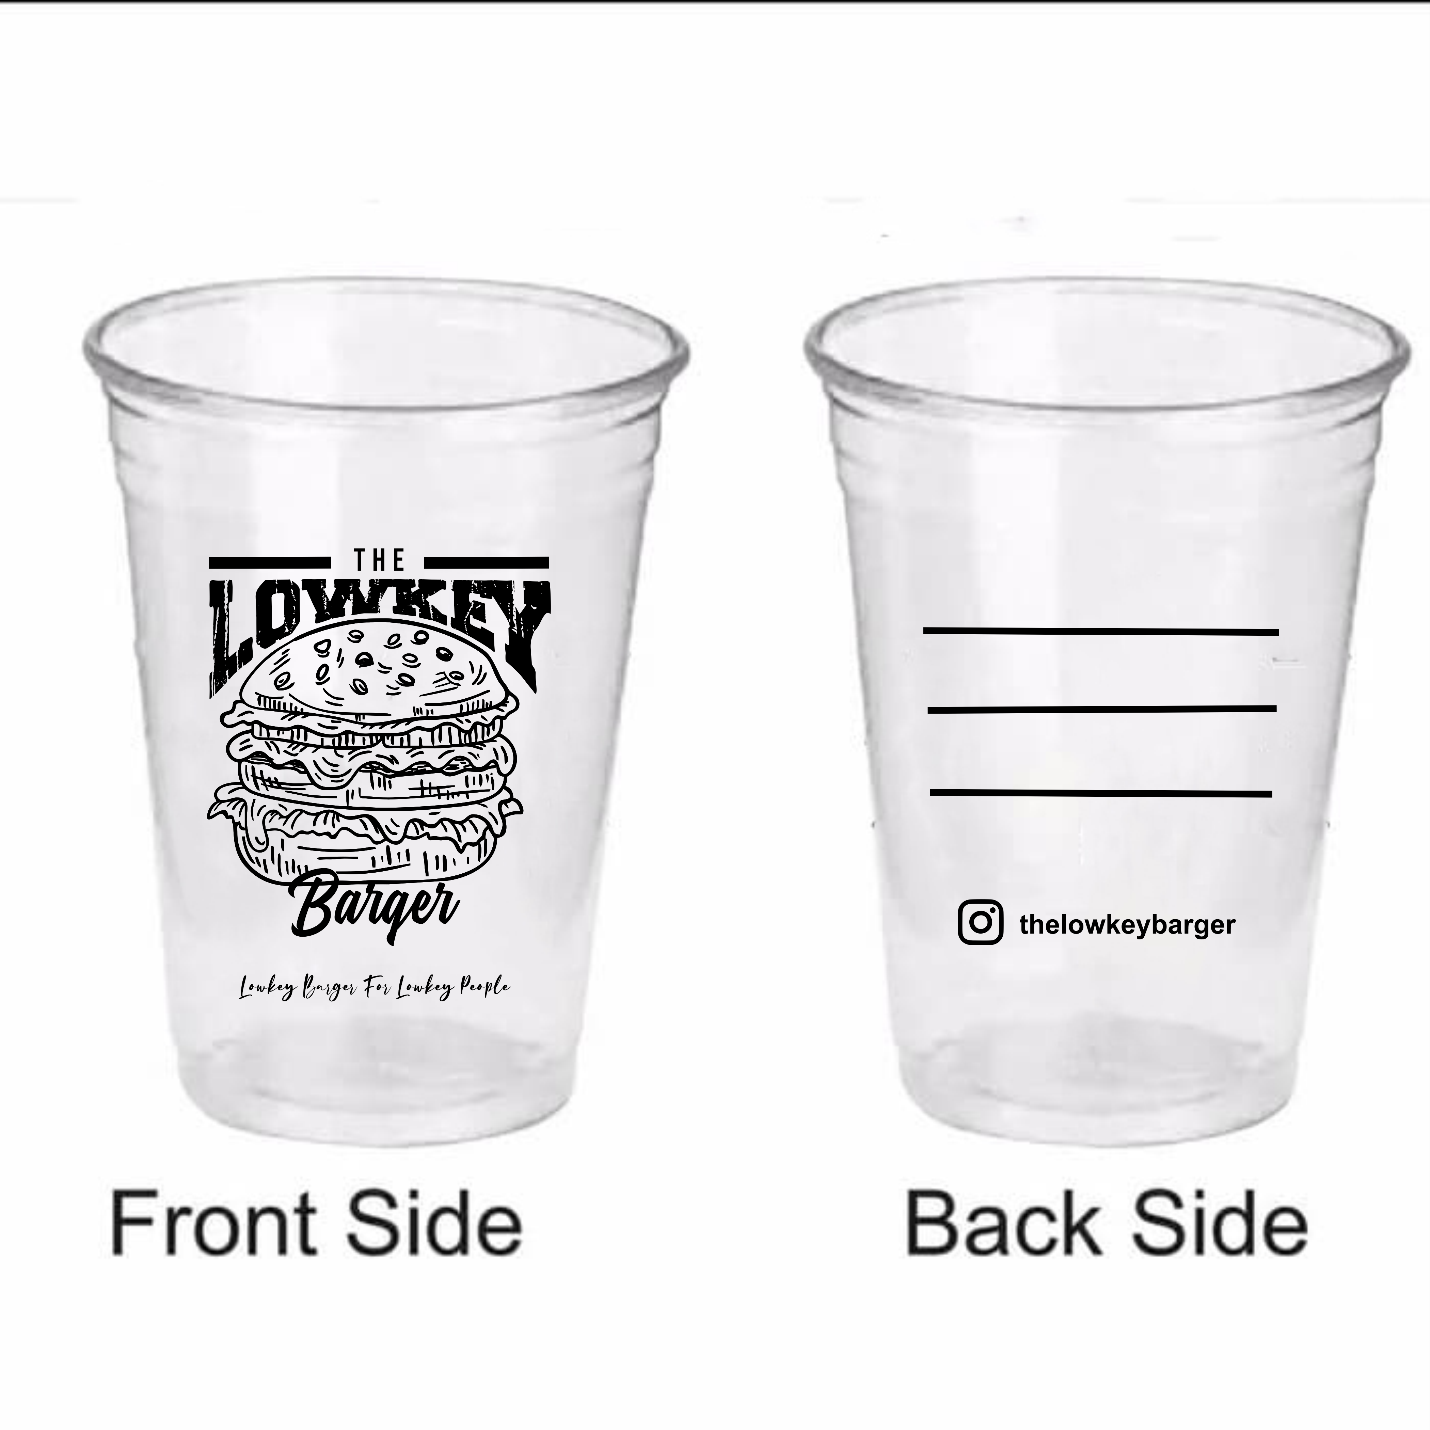 THE
LOWKEY
Barger
Lowkey Barger For Lowkey People
thelowkeybarger
Front Side
Back Side